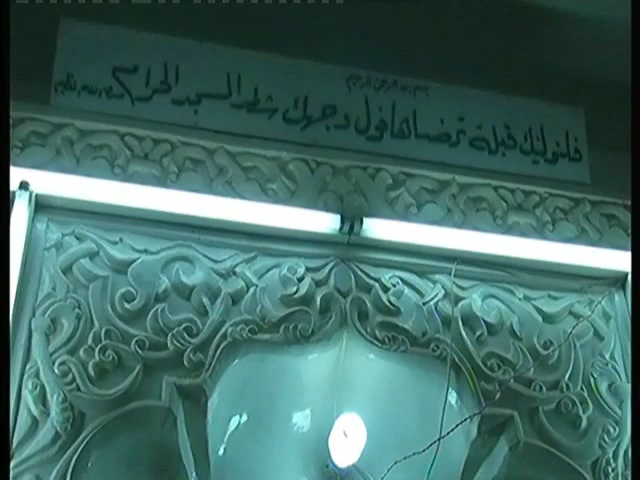 بسم الله الرحمن الرحيم
فلنولينك قبلة ترضاها فول وجهك شطر المسجد الحرام